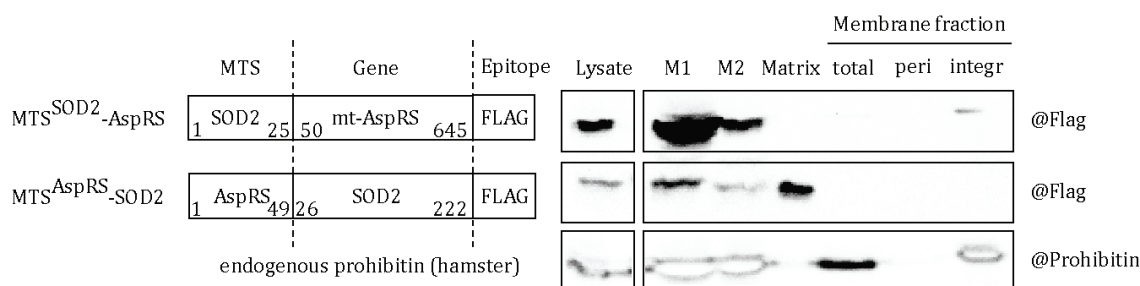 Membrane fraction
MTS Gene Epitope Lysate M1 M2 Matrix total peri integr
MTS^SOD2-AspRS 1 SOD2 25 50 mt-AspRS 645 FLAG @Flag
MTS^AspRS-SOD2 1 AspRS 49 26 SOD2 222 FLAG @Flag
endogenous prohibitin (hamster) @Prohibitin